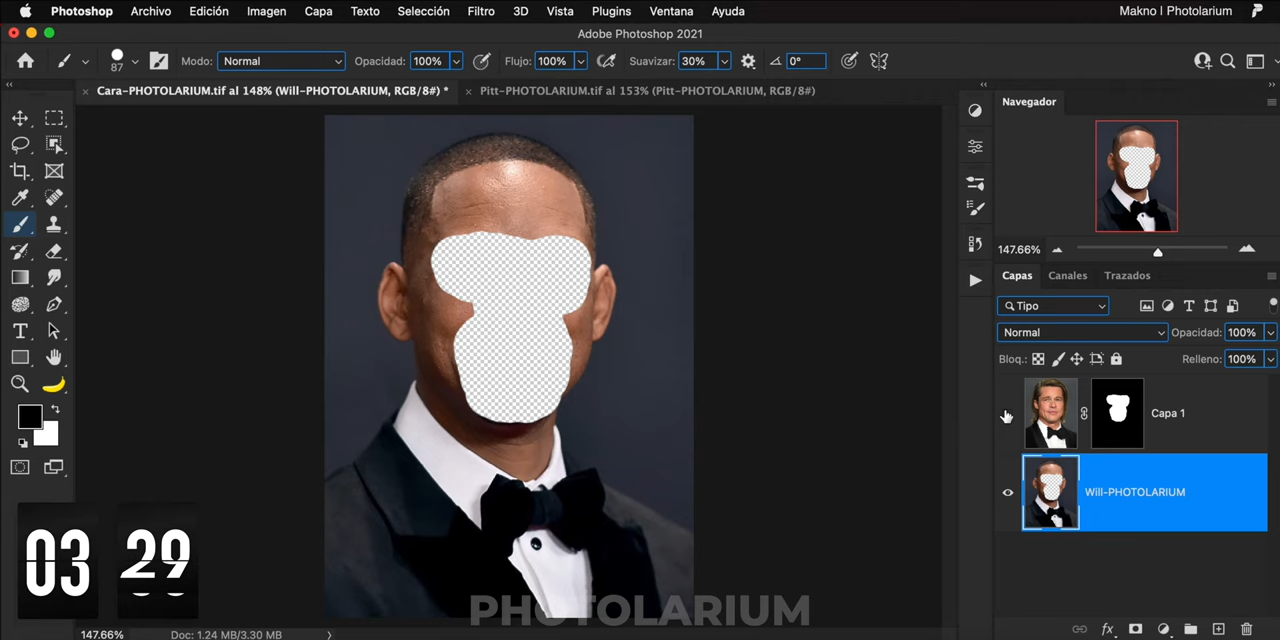 Photoshop Archivo Edición Imagen Capa Texto Selección Filtro 3D Vista Plugins Ventana Ayuda Makno | Photolarium
Adobe Photoshop 2021
87 Modo: Normal Opacidad: 100% Flujo: 100% Suavizar: 30% 0°
Cara-PHOTOLARIUM.tif al 148% (Will-PHOTOLARIUM, RGB/8#) * Pitt-PHOTOLARIUM.tif al 153% (Pitt-PHOTOLARIUM, RGB/8#)
Navegador
147.66%
Capas Canales Trazados
Tipo
Normal Opacidad: 100%
Bloq.: Relleno: 100%
Capa 1
Will-PHOTOLARIUM
03 29
PHOTOLARIUM
147.66% Doc: 1.24 MB/3.30 MB
fx